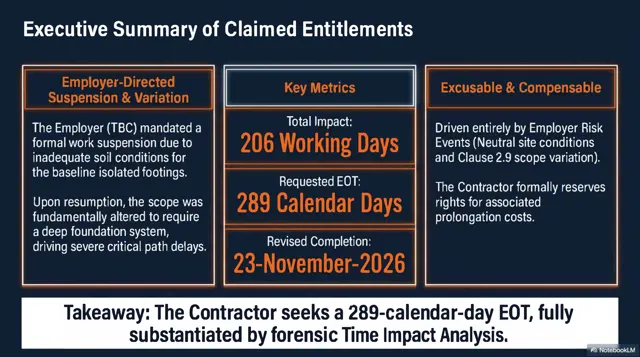 Executive Summary of Claimed Entitlements
Employer-Directed
Suspension & Variation
The Employer (TBC) mandated a
formal work suspension due to
inadequate soil conditions for
the baseline isolated footings.
Upon resumption, the scope was
fundamentally altered to require
a deep foundation system,
driving severe critical path delays.
Key Metrics
Total Impact:
206 Working Days
Requested EOT:
289 Calendar Days
Revised Completion:
23-November-2026
Excusable & Compensable
Driven entirely by Employer Risk
Events (Neutral site conditions
and Clause 2.9 scope variation).
The Contractor formally reserves
rights for associated
prolongation costs.
Takeaway: The Contractor seeks a 289-calendar-day EOT, fully
substantiated by forensic Time Impact Analysis.
NotebookLM